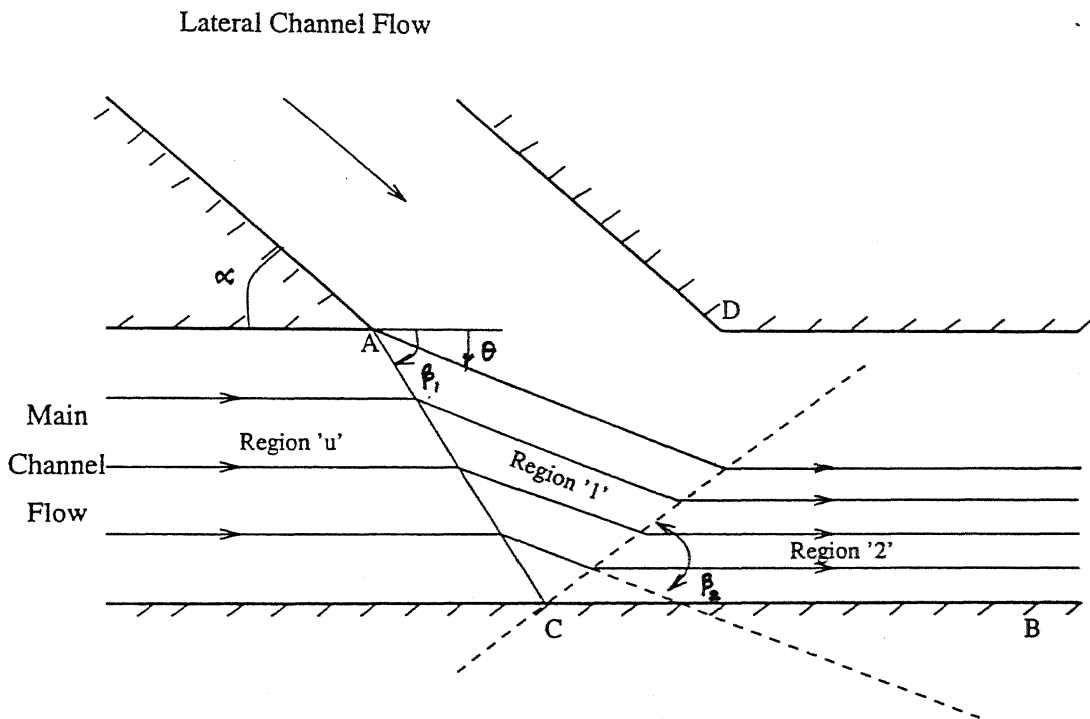 Lateral Channel Flow
∝
D
A
θ
β₁
Main
Region 'u'
Channel
Region '1'
Flow
Region '2'
β₂
C
B